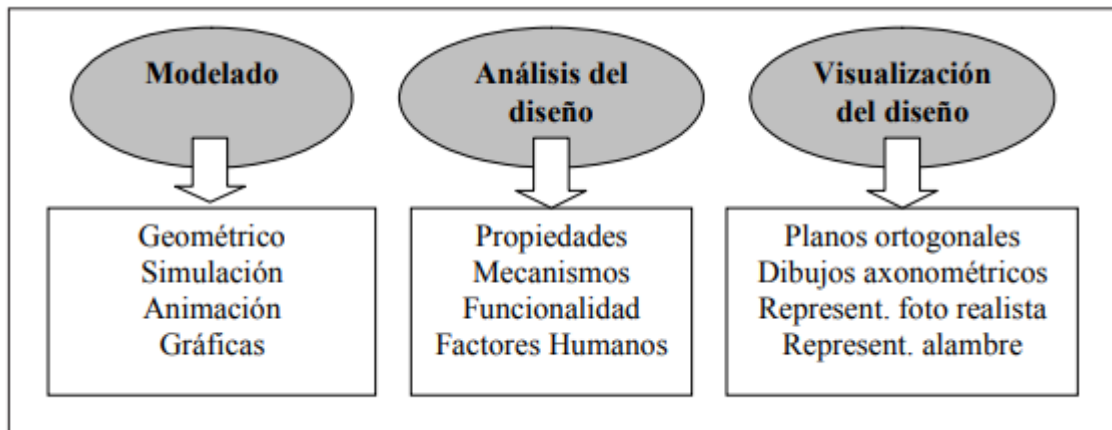 Modelado
Análisis del
diseño
Visualización
del diseño
Geométrico
Simulación
Animación
Gráficas
Propiedades
Mecanismos
Funcionalidad
Factores Humanos
Planos ortogonales
Dibujos axonométricos
Represent. foto realista
Represent. alambre